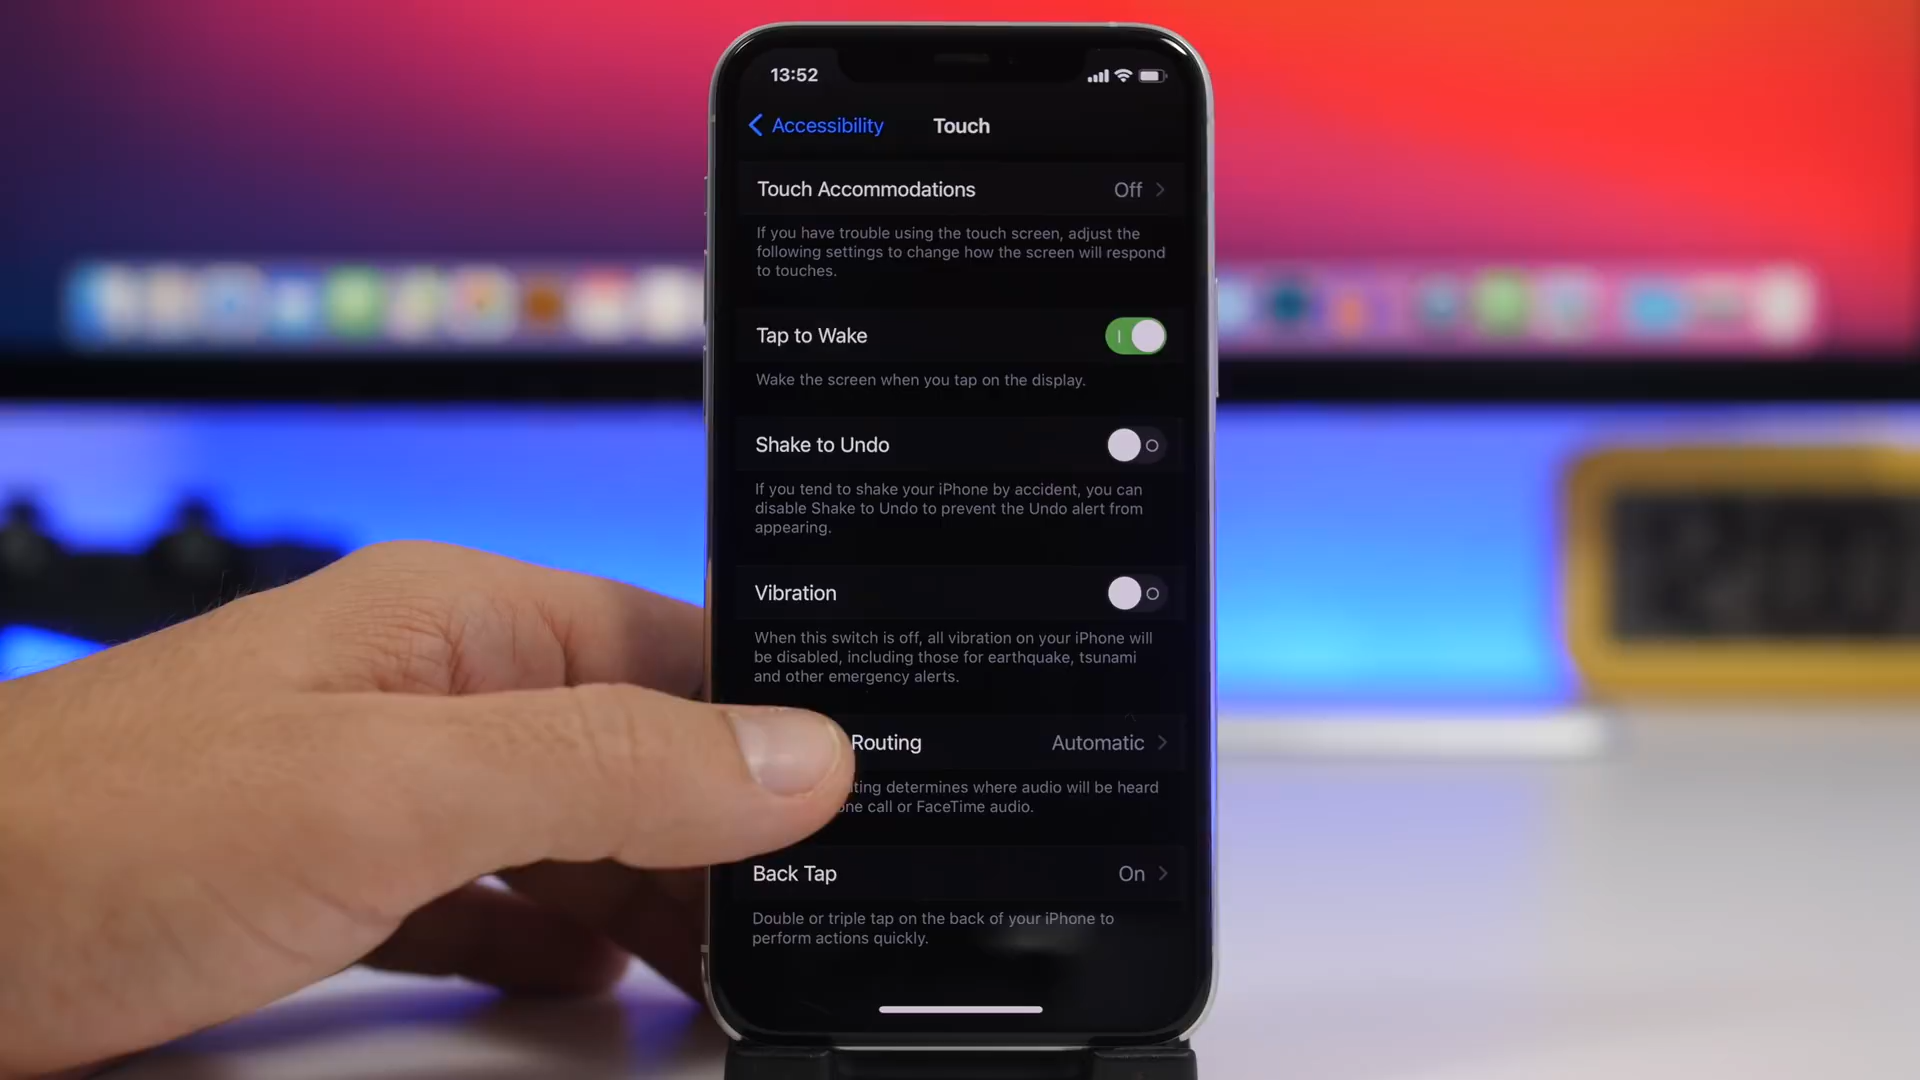 13:52
Accessibility
Touch
Touch Accommodations
Off
If you have trouble using the touch screen, adjust the
following settings to change how the screen will respond
to touches.
Tap to Wake
Wake the screen when you tap on the display.
Shake to Undo
If you tend to shake your iPhone by accident, you can
disable Shake to Undo to prevent the Undo alert from
appearing.
Vibration
When this switch is off, all vibration on your iPhone will
be disabled, including those for earthquake, tsunami
and other emergency alerts.
Routing
Automatic
determines where audio will be heard
call or FaceTime audio.
Back Tap
On
Double or triple tap on the back of your iPhone to
perform actions quickly.